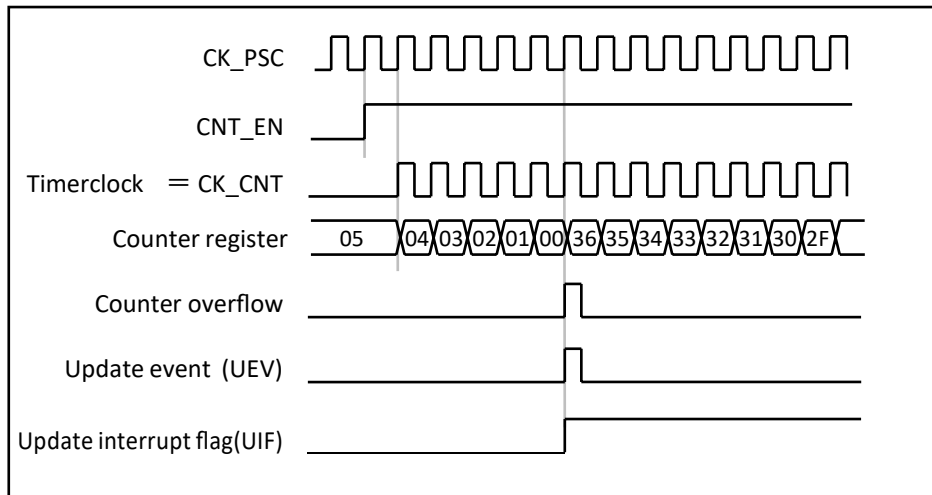 CK_PSC
CNT_EN
Timerclock = CK_CNT
Counter register 05 04 03 02 01 00 36 35 34 33 32 31 30 2F
Counter overflow
Update event (UEV)
Update interrupt flag(UIF)